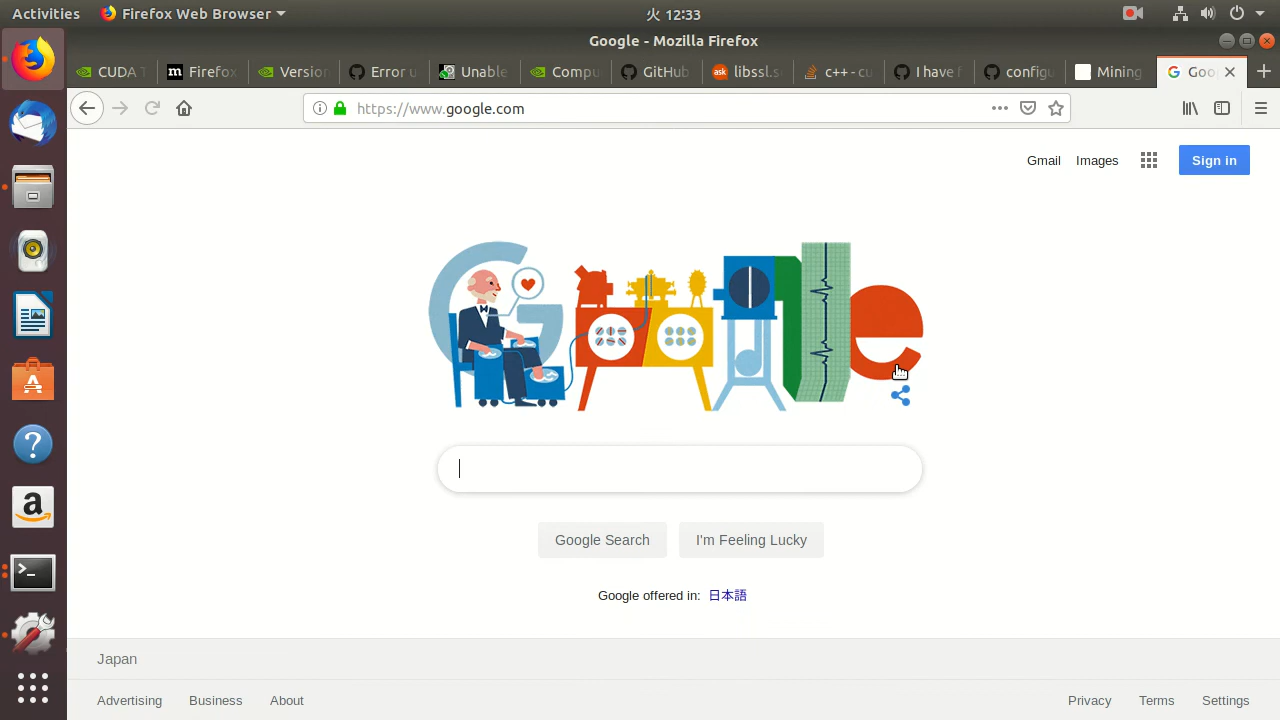 Activities Firefox Web Browser 火 12:33
Google - Mozilla Firefox
CUDA T Firefox Version Error u Unable Compu GitHub libssl.s c++ - cu I have f configu Mining Goo
https://www.google.com
Gmail Images Sign in
Google Search I'm Feeling Lucky
Google offered in: 日本語
Japan
Advertising Business About Privacy Terms Settings